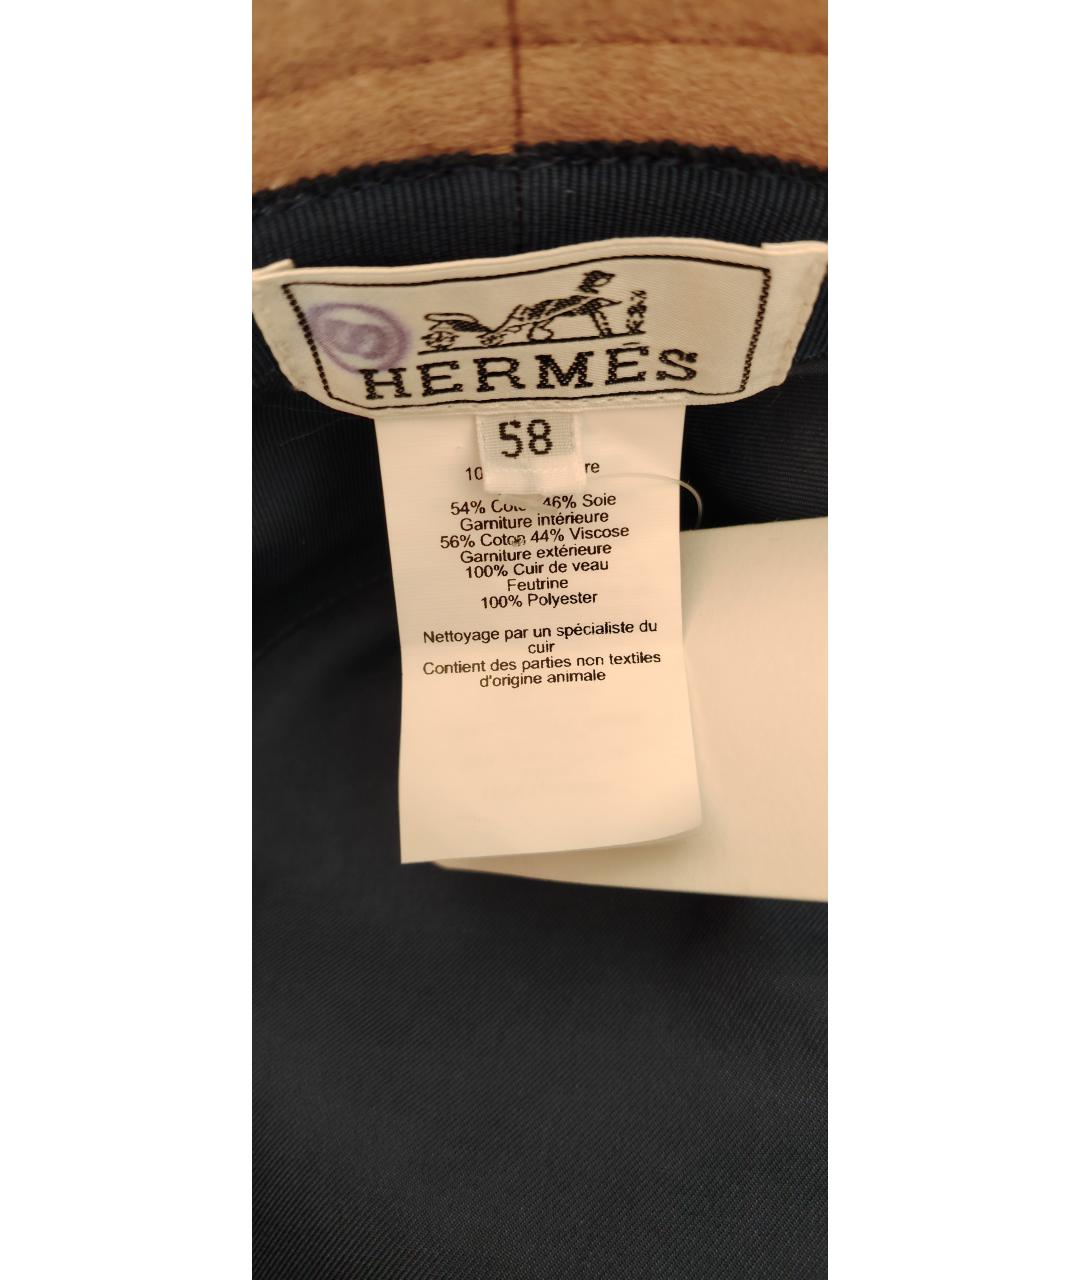 HERMÈS
58
54% 46% Soie
Garniture intérieure
56% Coton 44% Viscose
Garniture extérieure
100% Cuir de veau
Feutrine
100% Polyester
Nettoyage par un spécialiste du
cuir
Contient des parties non textiles
d'origine animale